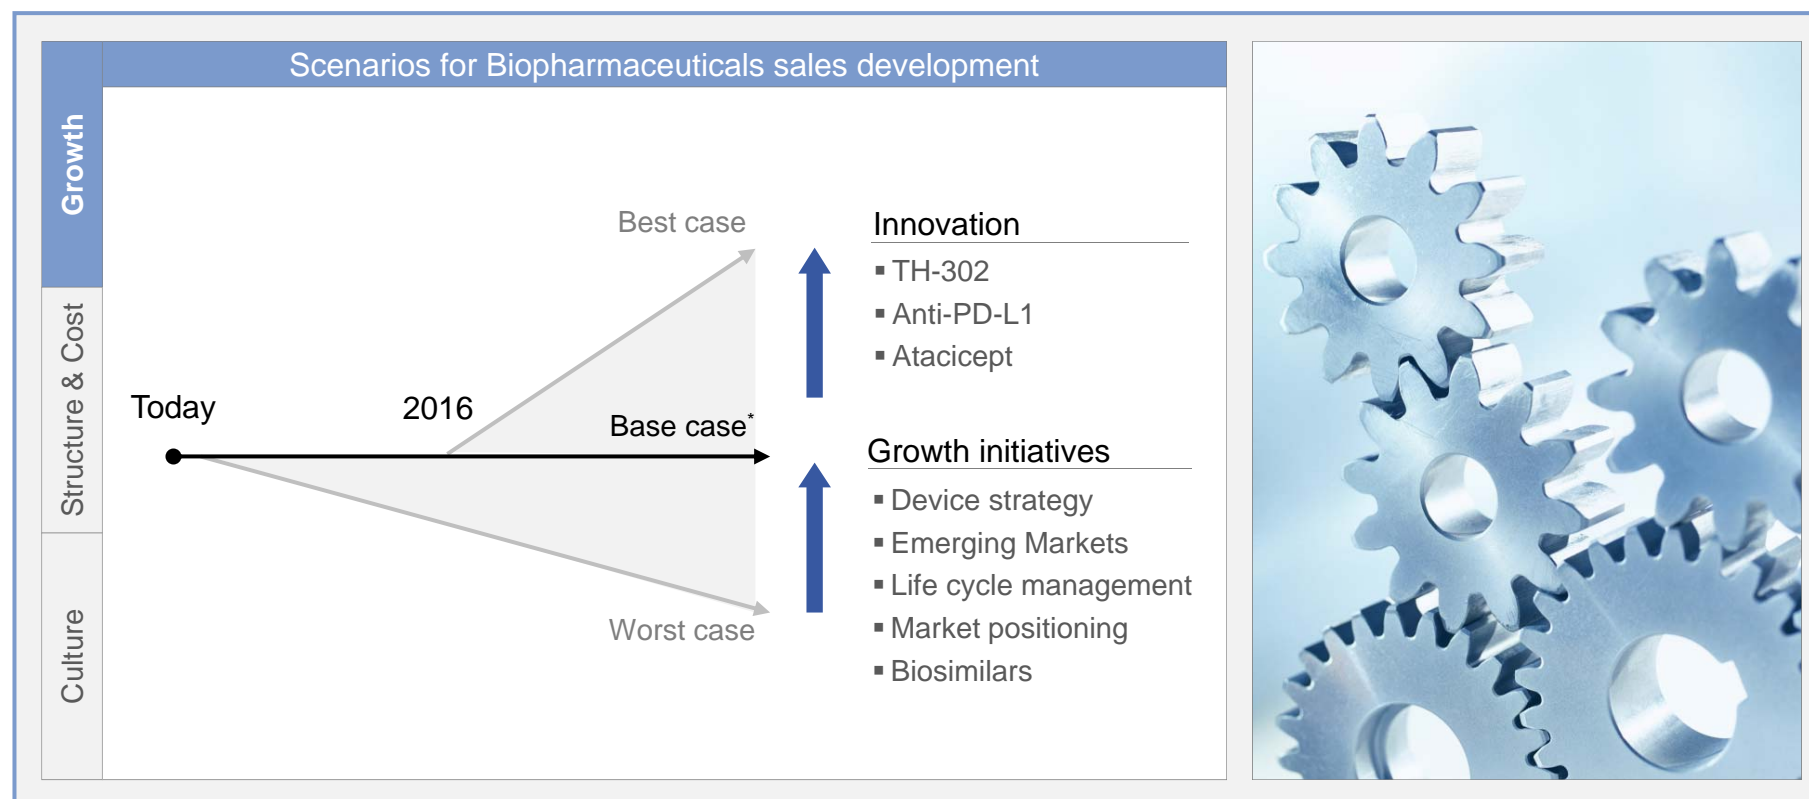 Scenarios for Biopharmaceuticals sales development
Growth
Structure & Cost
Culture
Best case
Today
2016
Base case*
Worst case
Innovation
▪ TH-302
▪ Anti-PD-L1
▪ Atacicept
Growth initiatives
▪ Device strategy
▪ Emerging Markets
▪ Life cycle management
▪ Market positioning
▪ Biosimilars